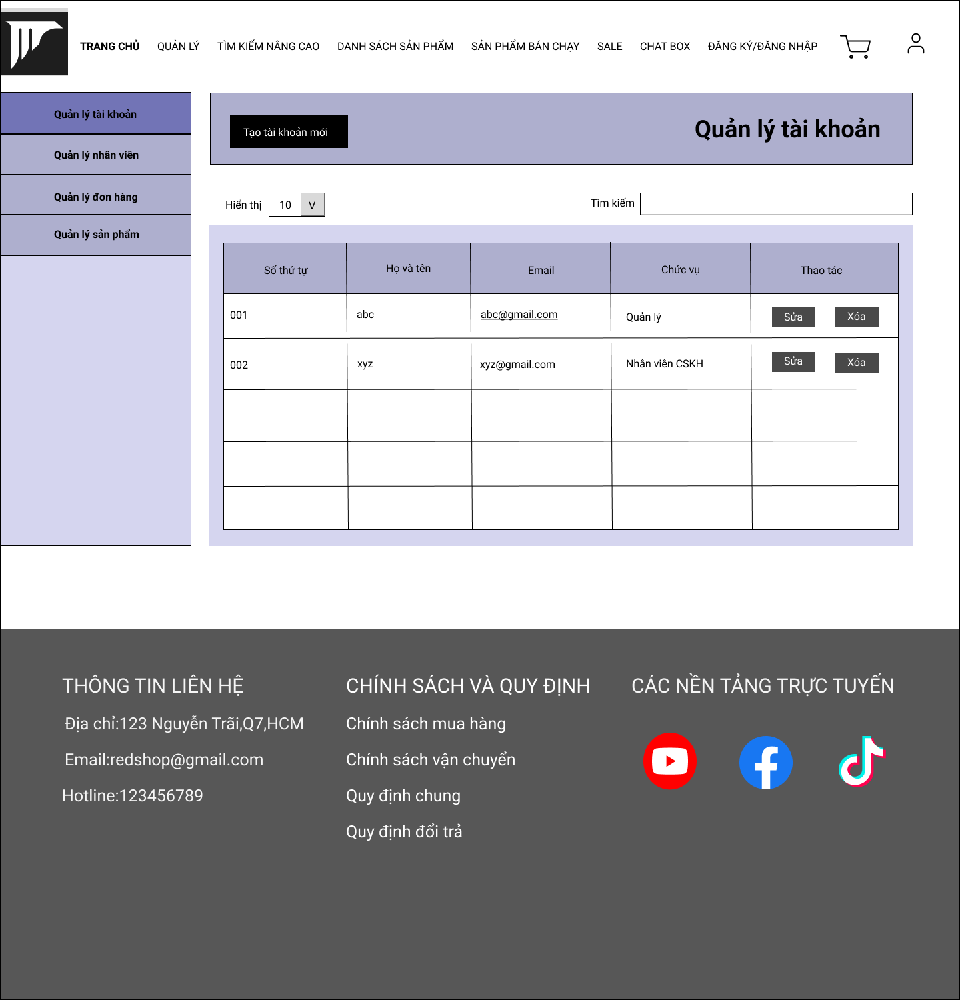 TRANG CHỦ QUẢN LÝ TÌM KIẾM NÂNG CAO DANH SÁCH SẢN PHẨM SẢN PHẨM BÁN CHẠY SALE CHAT BOX ĐĂNG KÝ/ĐĂNG NHẬP
Quản lý tài khoản
Quản lý nhân viên
Quản lý đơn hàng
Quản lý sản phẩm
Tạo tài khoản mới
Quản lý tài khoản
Hiển thị 10 V
Tìm kiếm
Số thứ tự Họ và tên Email Chức vụ Thao tác
001 abc abc@gmail.com Quản lý Sửa Xóa
002 xyz xyz@gmail.com Nhân viên CSKH Sửa Xóa
THÔNG TIN LIÊN HỆ
Địa chỉ:123 Nguyễn Trãi,Q7,HCM
Email:redshop@gmail.com
Hotline:123456789
CHÍNH SÁCH VÀ QUY ĐỊNH
Chính sách mua hàng
Chính sách vận chuyển
Quy định chung
Quy định đổi trả
CÁC NỀN TẢNG TRỰC TUYẾN